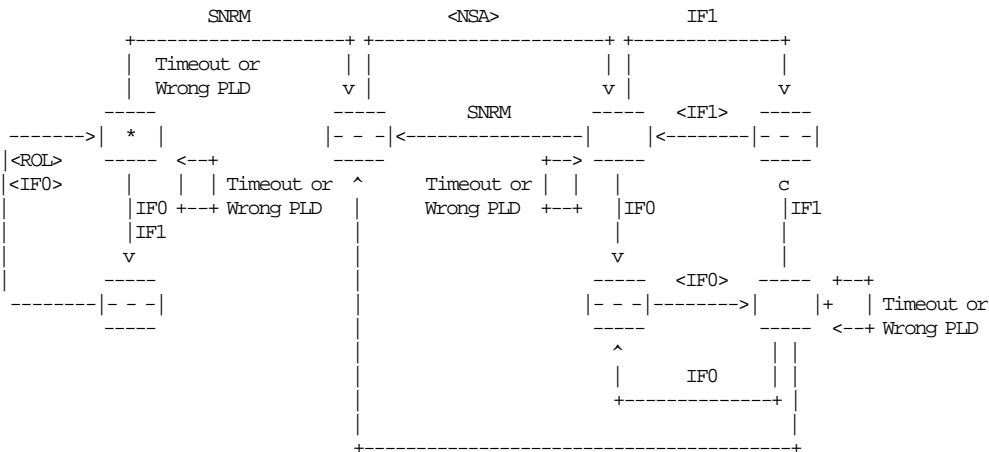 SNRM <NSA> IF1
Timeout or
Wrong PLD
SNRM <IF1>
*
<ROL>
<IF0> Timeout or Timeout or c
IF0 Wrong PLD Wrong PLD IF0 IF1
IF1
<IF0>
Timeout or
Wrong PLD
IF0